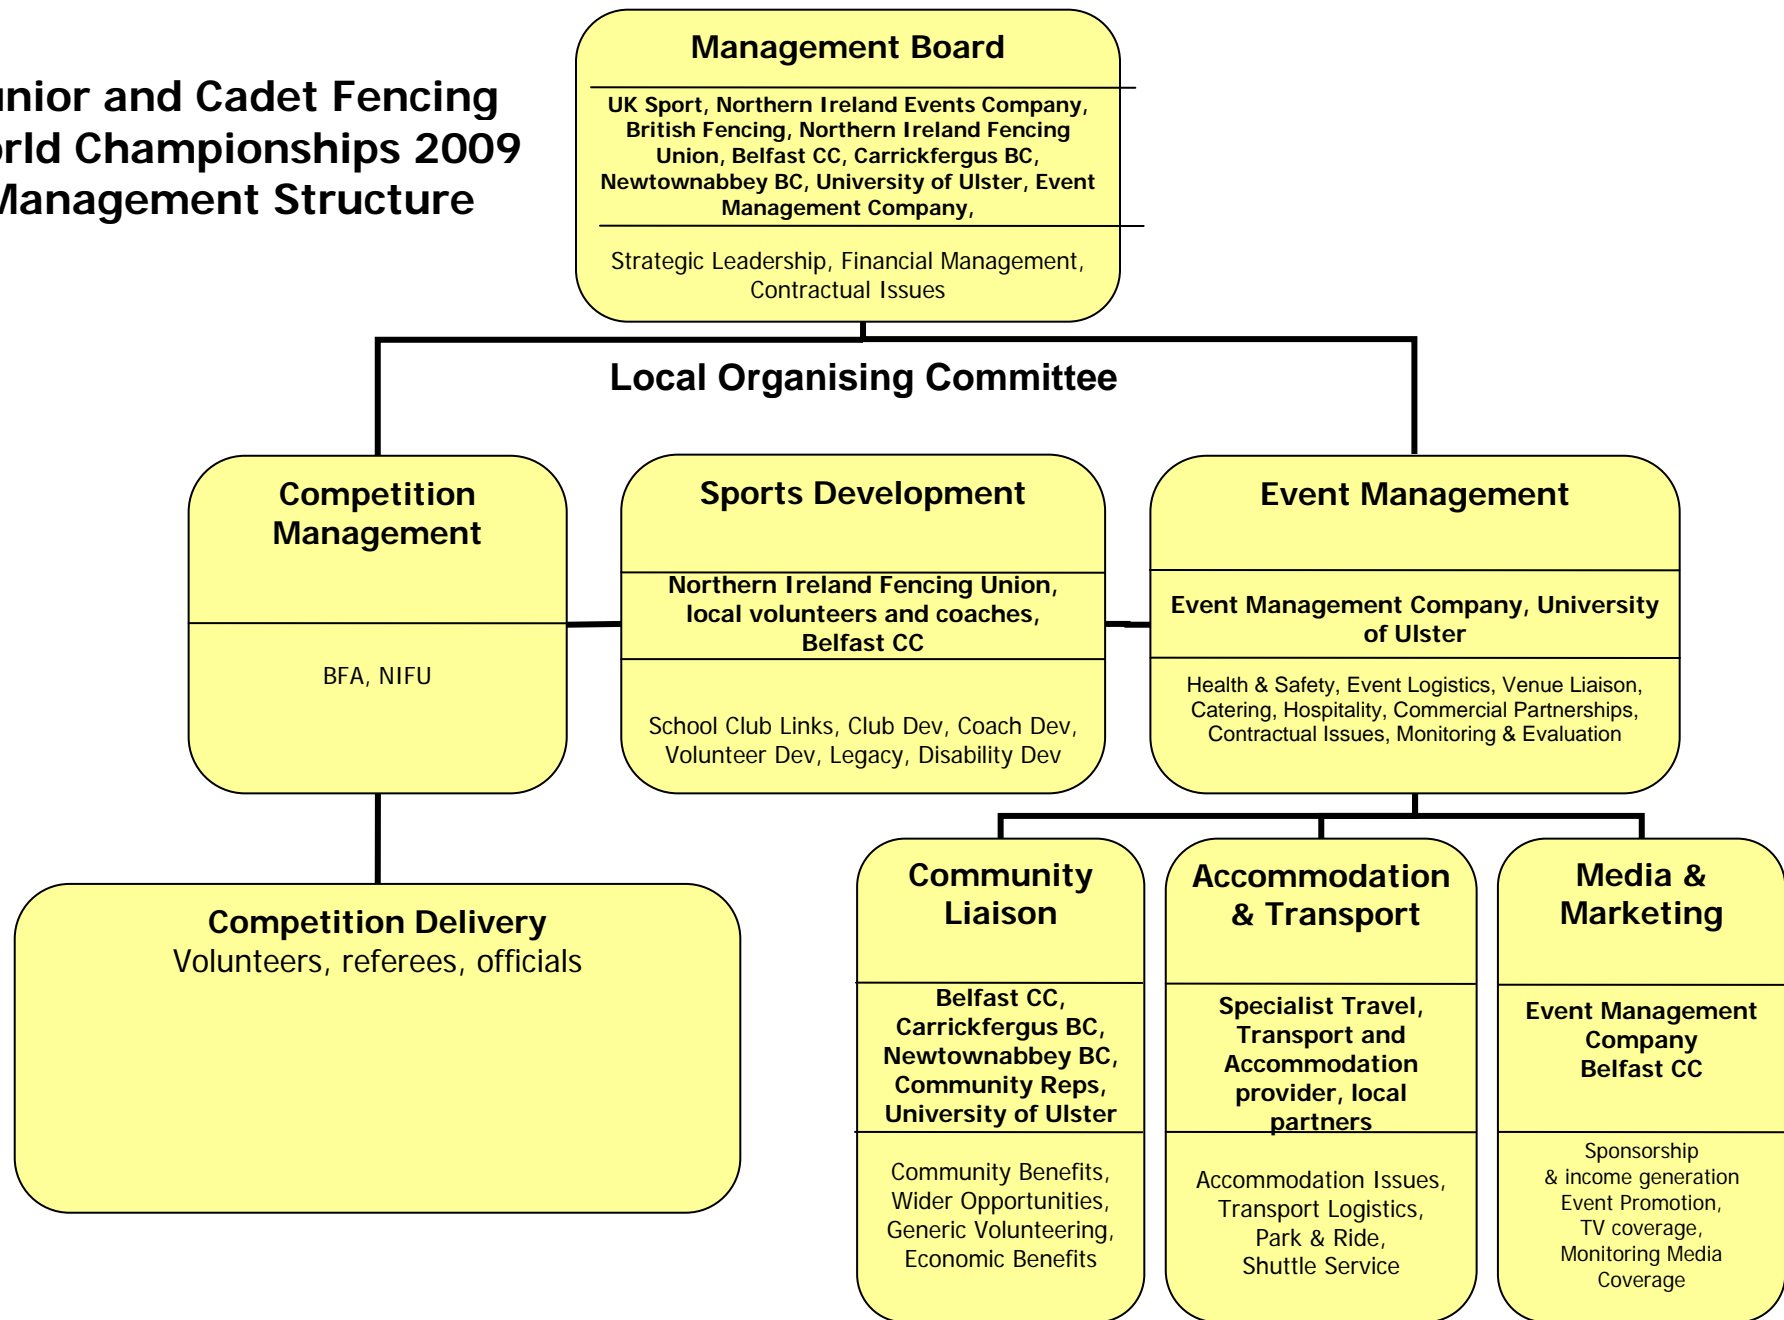 unior and Cadet Fencing
orld Championships 2009
Management Structure
Management Board
UK Sport, Northern Ireland Events Company,
British Fencing, Northern Ireland Fencing
Union, Belfast CC, Carrickfergus BC,
Newtownabbey BC, University of Ulster, Event
Management Company,
Strategic Leadership, Financial Management,
Contractual Issues
Local Organising Committee
Competition
Management
BFA, NIFU
Sports Development
Northern Ireland Fencing Union,
local volunteers and coaches,
Belfast CC
School Club Links, Club Dev, Coach Dev,
Volunteer Dev, Legacy, Disability Dev
Event Management
Event Management Company, University
of Ulster
Health & Safety, Event Logistics, Venue Liaison,
Catering, Hospitality, Commercial Partnerships,
Contractual Issues, Monitoring & Evaluation
Competition Delivery
Volunteers, referees, officials
Community
Liaison
Belfast CC,
Carrickfergus BC,
Newtownabbey BC,
Community Reps,
University of Ulster
Community Benefits,
Wider Opportunities,
Generic Volunteering,
Economic Benefits
Accommodation
& Transport
Specialist Travel,
Transport and
Accommodation
provider, local
partners
Accommodation Issues,
Transport Logistics,
Park & Ride,
Shuttle Service
Media &
Marketing
Event Management
Company
Belfast CC
Sponsorship
& income generation
Event Promotion,
TV coverage,
Monitoring Media
Coverage